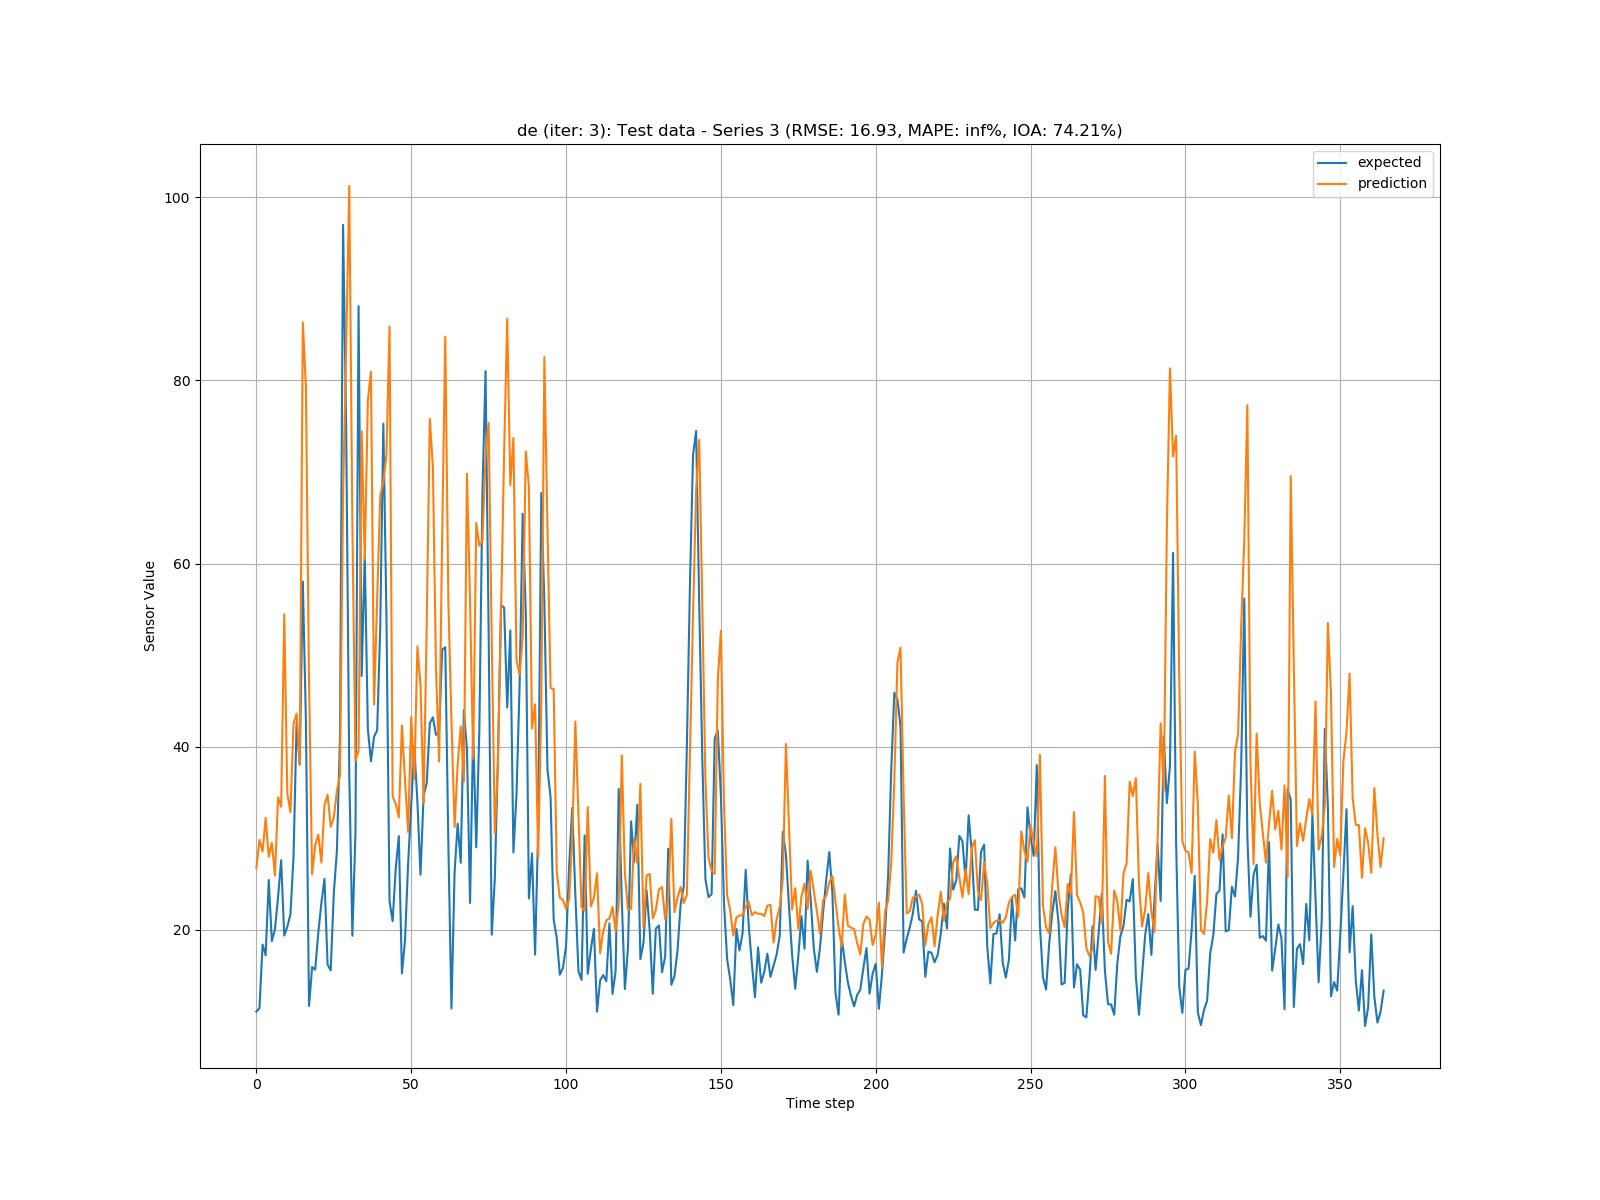 de (iter: 3): Test data - Series 3 (RMSE: 16.93, MAPE: inf%, IOA: 74.21%)
expected
prediction
100
80
60
40
20
Sensor Value
0 50 100 150 200 250 300 350
Time step